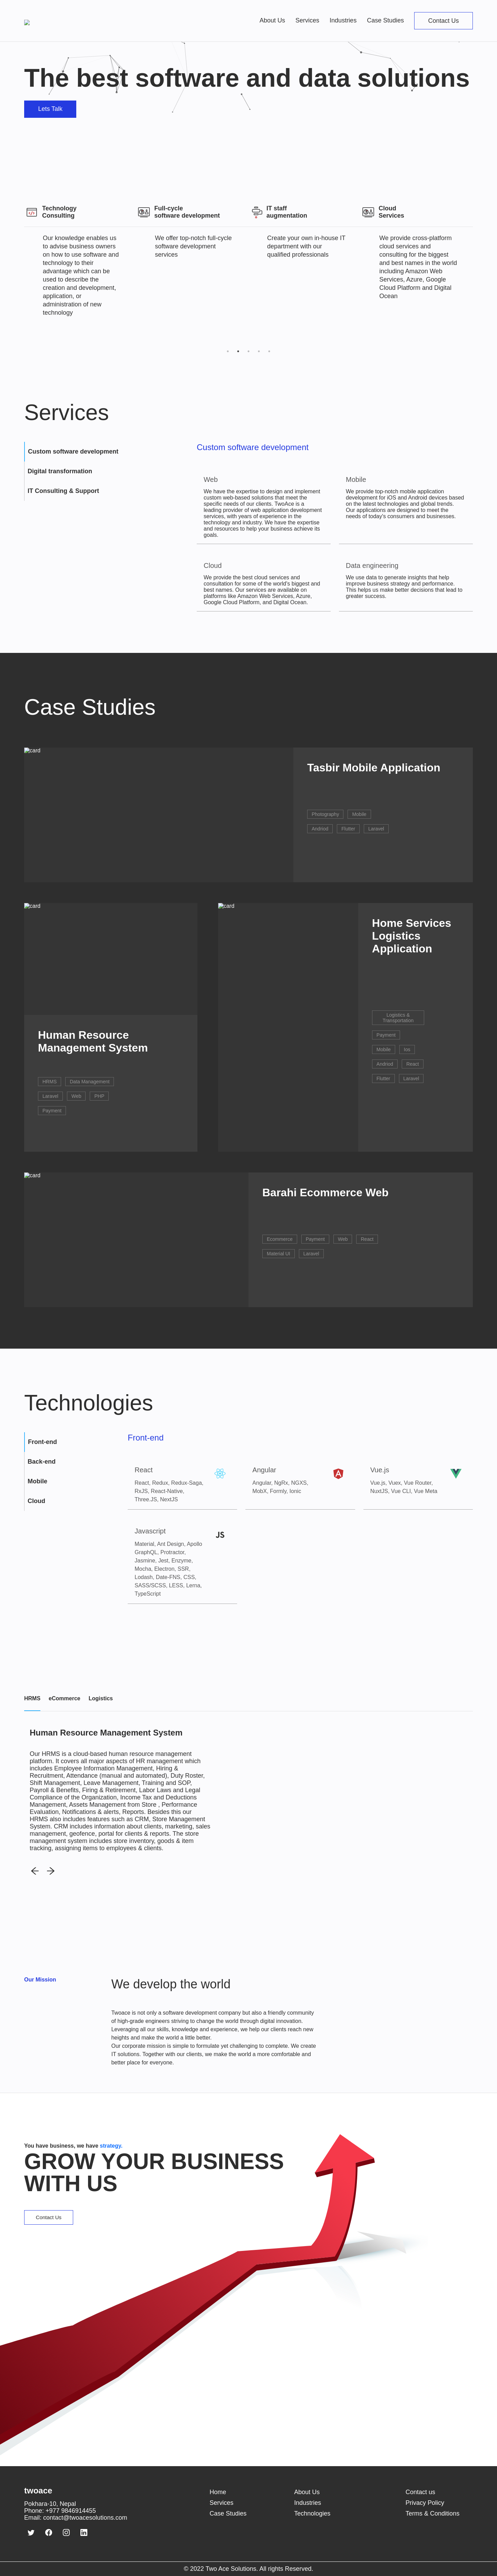 About Us
Services
Industries
Case Studies
Contact Us
The best software and data solutions
Lets Talk
Technology
Consulting
Our knowledge enables us
to advise business owners
on how to use software and
technology to their
advantage which can be
used to describe the
creation and development,
application, or
administration of new
technology
Full-cycle
software development
We offer top-notch full-cycle
software development
services
IT staff
augmentation
Create your own in-house IT
department with our
qualified professionals
Cloud
Services
We provide cross-platform
cloud services and
consulting for the biggest
and best names in the world
including Amazon Web
Services, Azure, Google
Cloud Platform and Digital
Ocean
Services
Custom software development
Digital transformation
IT Consulting & Support
Custom software development
Web
We have the expertise to design and implement
custom web-based solutions that meet the
specific needs of our clients. TwoAce is a
leading provider of web application development
services, with years of experience in the
technology and industry. We have the expertise
and resources to help your business achieve its
goals.
Mobile
We provide top-notch mobile application
development for iOS and Android devices based
on the latest technologies and global trends.
Our applications are designed to meet the
needs of today's consumers and businesses.
Cloud
We provide the best cloud services and
consultation for some of the world's biggest and
best names. Our services are available on
platforms like Amazon Web Services, Azure,
Google Cloud Platform, and Digital Ocean.
Data engineering
We use data to generate insights that help
improve business strategy and performance.
This helps us make better decisions that lead to
greater success.
Case Studies
card
Tasbir Mobile Application
Photography
Mobile
Andriod
Flutter
Laravel
card
Human Resource
Management System
HRMS
Data Management
Laravel
Web
PHP
Payment
card
Home Services
Logistics
Application
Logistics &
Transportation
Payment
Mobile
ios
Andriod
React
Flutter
Laravel
card
Barahi Ecommerce Web
Ecommerce
Payment
Web
React
Material UI
Laravel
Technologies
Front-end
Back-end
Mobile
Cloud
Front-end
React
React, Redux, Redux-Saga,
RxJS, React-Native,
Three.JS, NextJS
Angular
Angular, NgRx, NGXS,
MobX, Formly, Ionic
Vue.js
Vue.js. Vuex, Vue Router,
NuxtJS, Vue CLI, Vue Meta
Javascript
Material, Ant Design, Apollo
GraphQL, Protractor,
Jasmine, Jest, Enzyme,
Mocha, Electron, SSR,
Lodash, Date-FNS, CSS,
SASS/SCSS, LESS, Lerna,
TypeScript
JS
HRMS
eCommerce
Logistics
Human Resource Management System
Our HRMS is a cloud-based human resource management
platform. It covers all major aspects of HR management which
includes Employee Information Management, Hiring &
Recruitment, Attendance (manual and automated), Duty Roster,
Shift Management, Leave Management, Training and SOP,
Payroll & Benefits, Firing & Retirement, Labor Laws and Legal
Compliance of the Organization, Income Tax and Deductions
Management, Assets Management from Store , Performance
Evaluation, Notifications & alerts, Reports. Besides this our
HRMS also includes features such as CRM, Store Management
System. CRM includes information about clients, marketing, sales
management, geofence, portal for clients & reports. The store
management system includes store inventory, goods & item
tracking, assigning items to employees & clients.
Our Mission
We develop the world
Twoace is not only a software development company but also a friendly community
of high-grade engineers striving to change the world through digital innovation.
Leveraging all our skills, knowledge and experience, we help our clients reach new
heights and make the world a little better.
Our corporate mission is simple to formulate yet challenging to complete. We create
IT solutions. Together with our clients, we make the world a more comfortable and
better place for everyone.
You have business, we have strategy.
GROW YOUR BUSINESS
WITH US
Contact Us
twoace
Pokhara-10, Nepal
Phone: +977 9846914455
Email: contact@twoacesolutions.com
Home
Services
Case Studies
About Us
Industries
Technologies
Contact us
Privacy Policy
Terms & Conditions
© 2022 Two Ace Solutions. All rights Reserved.